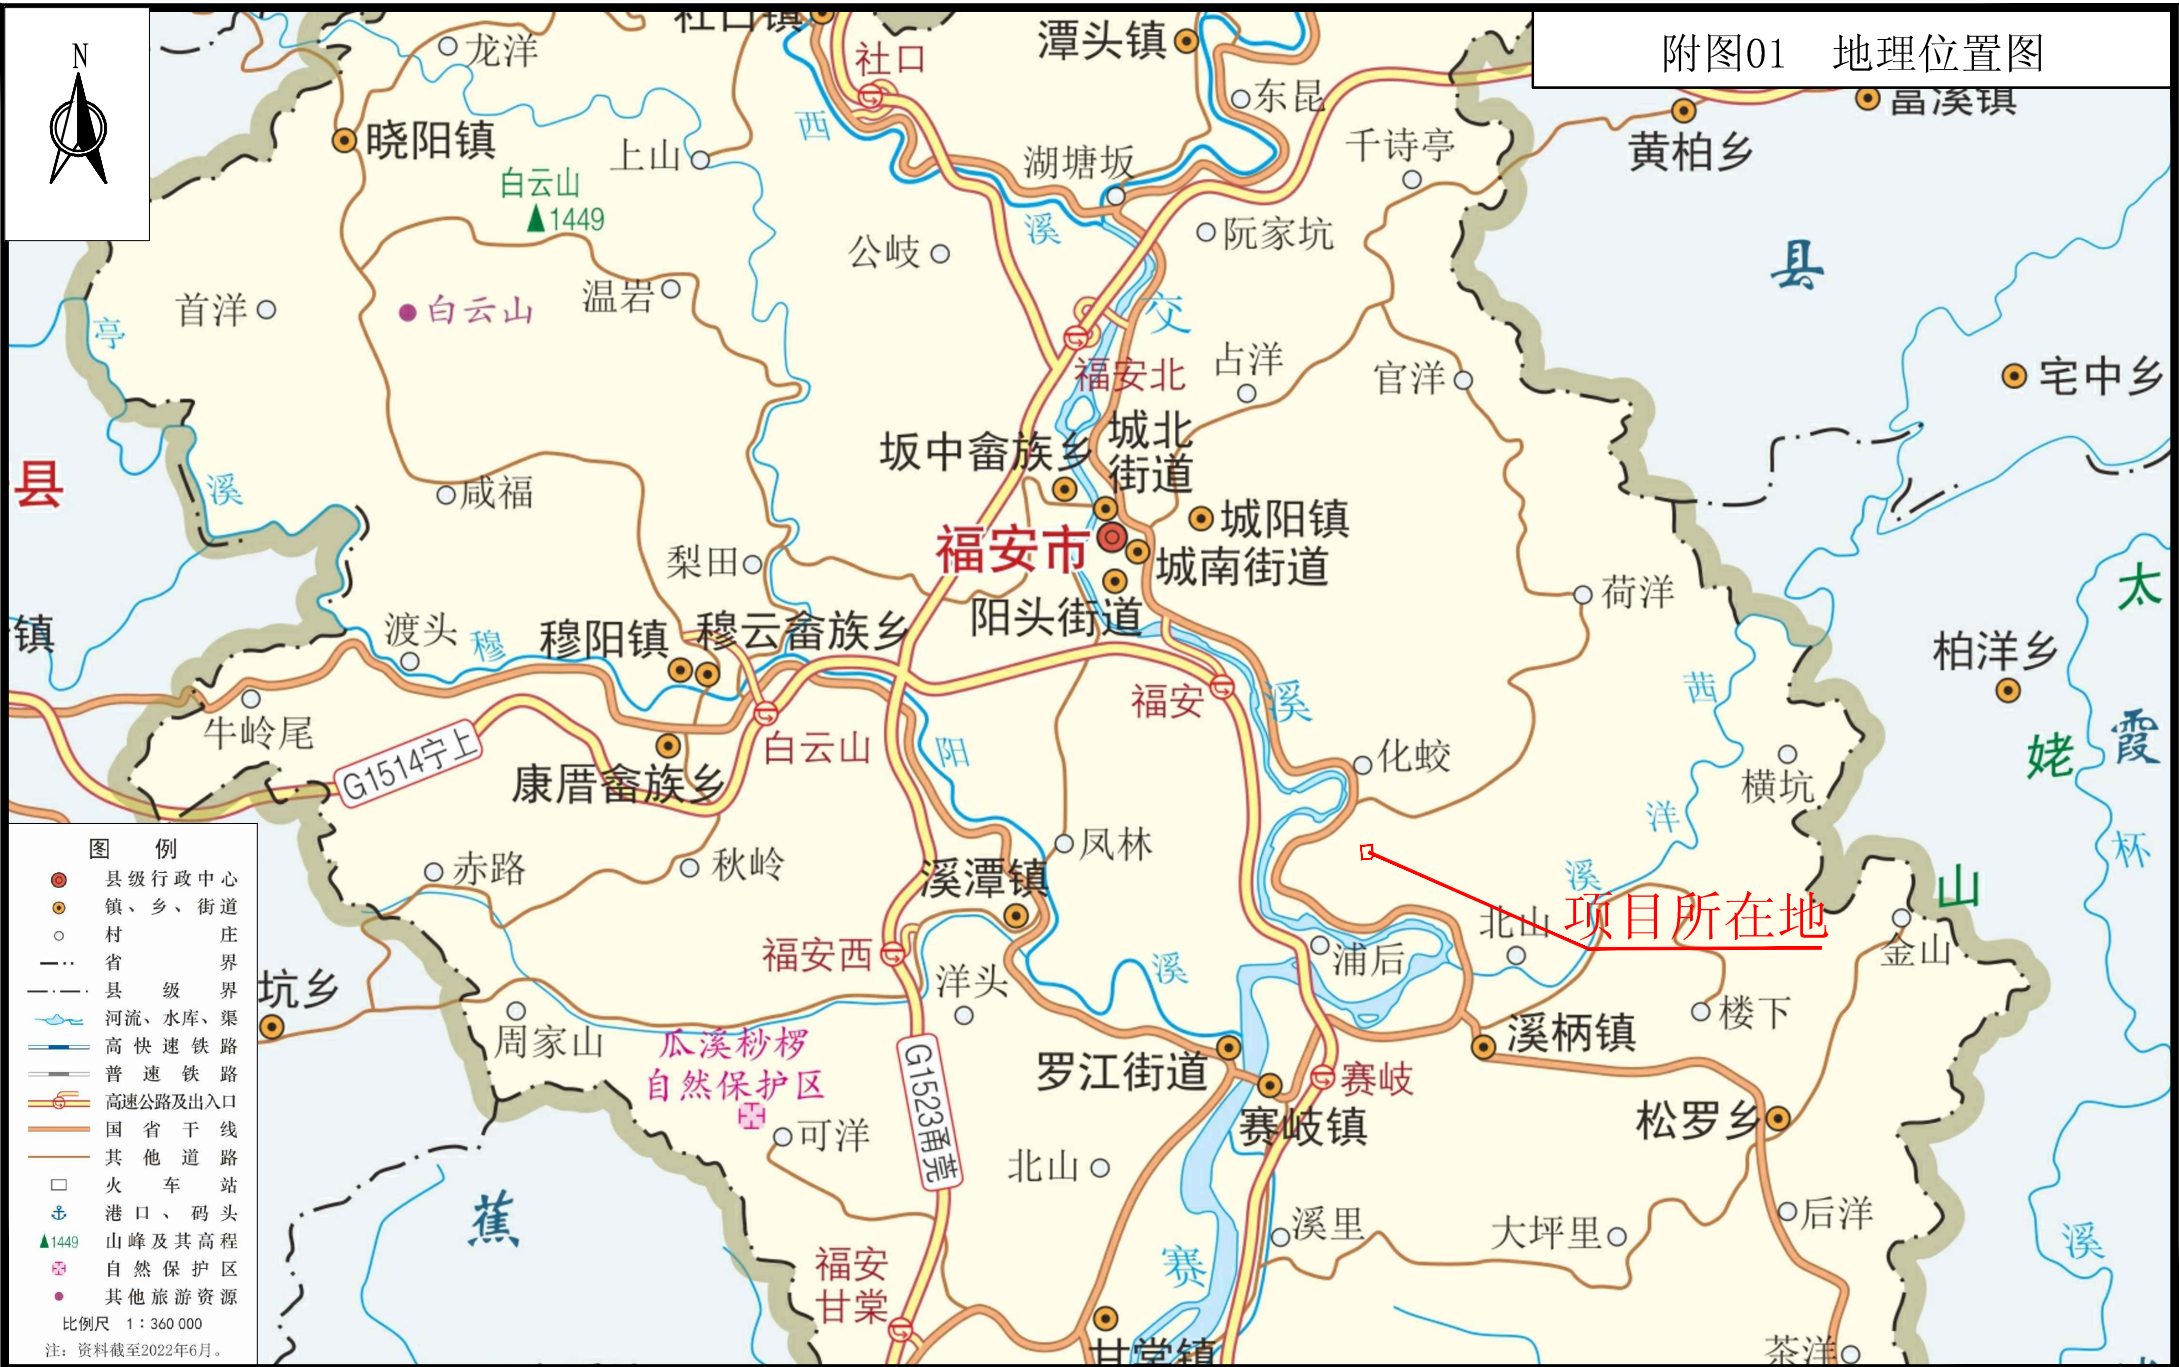 附图01 地理位置图
N
社口镇
龙洋
社口
潭头镇
东昆
富溪镇
黄柏乡
晓阳镇
上山
西
湖塘坂
千诗亭
白云山
1449
溪
阮家坑
公岐
县
首洋
白云山
温岩
交
亭
福安北
占洋
官洋
宅中乡
城北
街道
坂中畲族乡
县
溪
咸福
城阳镇
福安市
城南街道
梨田
荷洋
太
阳头街道
镇
渡头
穆
穆阳镇
穆云畲族乡
柏洋乡
茜
福安
溪
牛岭尾
白云山
阳
霞
姥
G1514宁上
康厝畲族乡
化蛟
横坑
洋
凤林
杯
赤路
秋岭
溪潭镇
溪
山
项目所在地
北山
福安西
浦后
金山
坑乡
洋头
溪
周家山
楼下
溪柄镇
瓜溪桫椤
自然保护区
罗江街道
赛岐
G1523甬莞
赛岐镇
松罗乡
可洋
北山
蕉
溪里
大坪里
后洋
赛
溪
福安
甘棠
甘棠镇
茶洋
图 例
县级行政中心
镇、乡、街道
村庄
省界
县级界
河流、水库、渠
高快速铁路
普速铁路
高速公路及出入口
国省干线
其他道路
火车站
港口、码头
1449 山峰及其高程
自然保护区
其他旅游资源
比例尺 1:360 000
注：资料截至2022年6月。